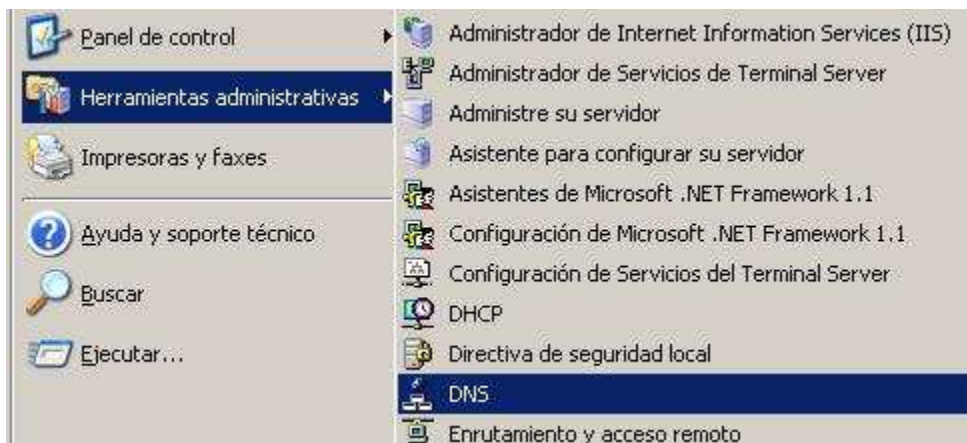 Panel de control
Herramientas administrativas
Impresoras y faxes
Ayuda y soporte técnico
Buscar
Ejecutar...
Administrador de Internet Information Services (IIS)
Administrador de Servicios de Terminal Server
Administre su servidor
Asistente para configurar su servidor
Asistentes de Microsoft .NET Framework 1.1
Configuración de Microsoft .NET Framework 1.1
Configuración de Servicios del Terminal Server
DHCP
Directiva de seguridad local
DNS
Enrutamiento y acceso remoto